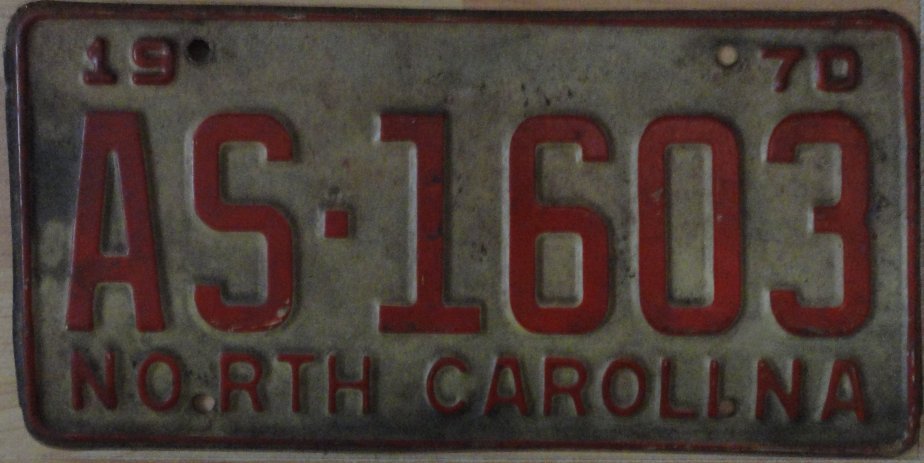 19 70
AS·1603
NORTH CAROLINA